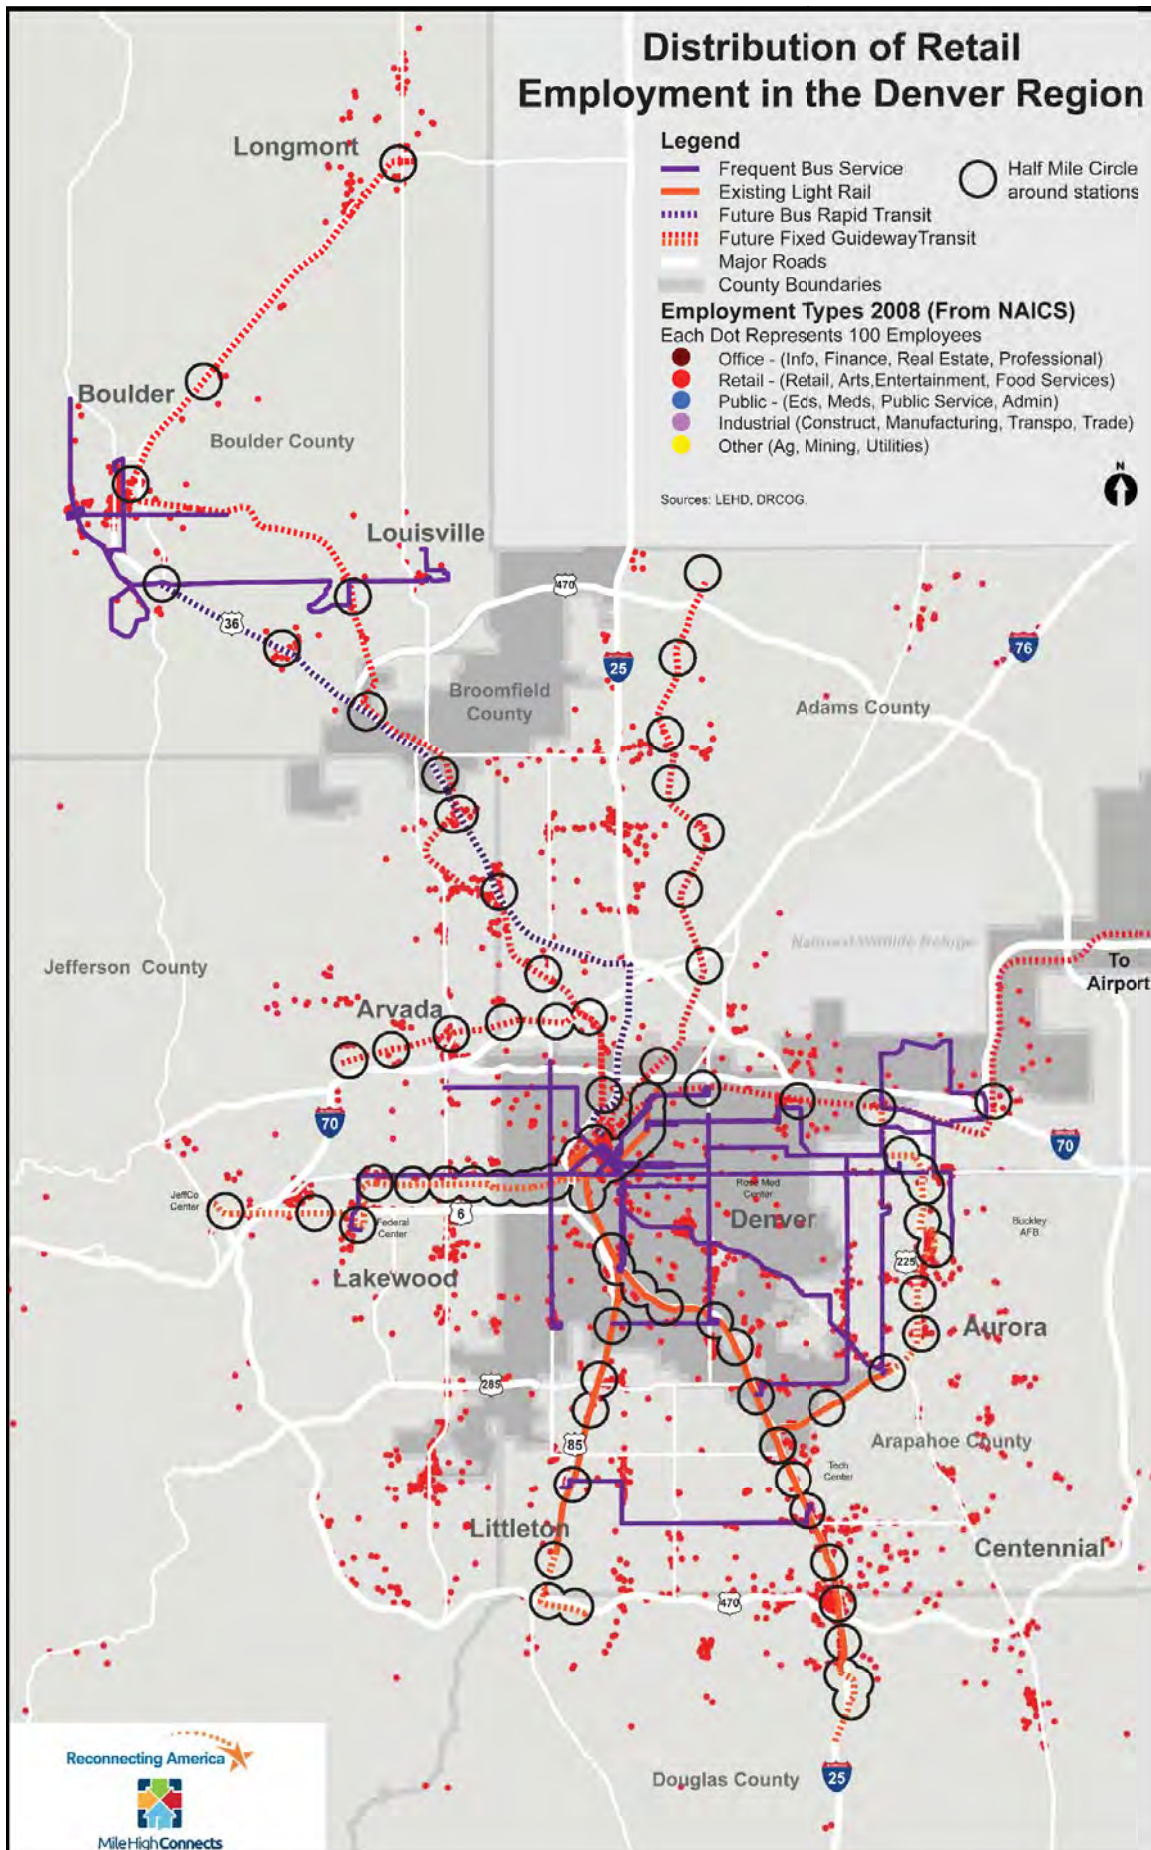 Distribution of Retail
Employment in the Denver Region
Legend
Frequent Bus Service
Existing Light Rail
Future Bus Rapid Transit
Future Fixed GuidewayTransit
Major Roads
County Boundaries
Half Mile Circle
around stations
Employment Types 2008 (From NAICS)
Each Dot Represents 100 Employees
Office - (Info, Finance, Real Estate, Professional)
Retail - (Retail, Arts,Entertainment, Food Services)
Public - (Eds, Meds, Public Service, Admin)
Industrial (Construct, Manufacturing, Transpo, Trade)
Other (Ag, Mining, Utilities)
Sources: LEHD, DRCOG.
N
Longmont
Boulder
Boulder County
Louisville
470
36
25
76
Broomfield
County
Adams County
National Wildlife Refuge
Jefferson County
To
Airport
Arvada
70
70
JeffCo
Center
Federal
Center
6
Rose Med
Center
Denver
Buckley
AFB
225
Lakewood
Aurora
285
85
Arapahoe County
Tech
Center
Littleton
Centennial
470
Douglas County
25
Reconnecting America
MileHighConnects